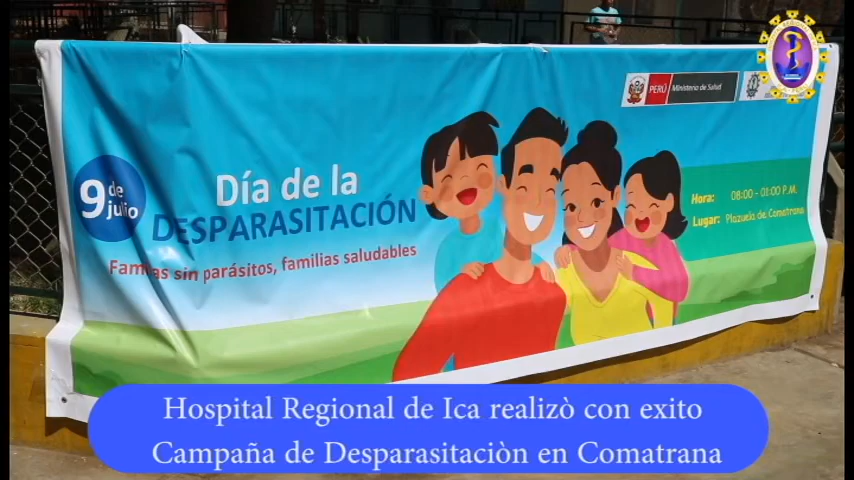 PERÚ Ministerio de Salud
9 de julio
Día de la
DESPARASITACIÓN
Familias sin parásitos, familias saludables
Hora: 08:00 - 01:00 P.M.
Lugar: Plazuela de Comatrana
Hospital Regional de Ica realizò con exito
Campaña de Desparasitaciòn en Comatrana